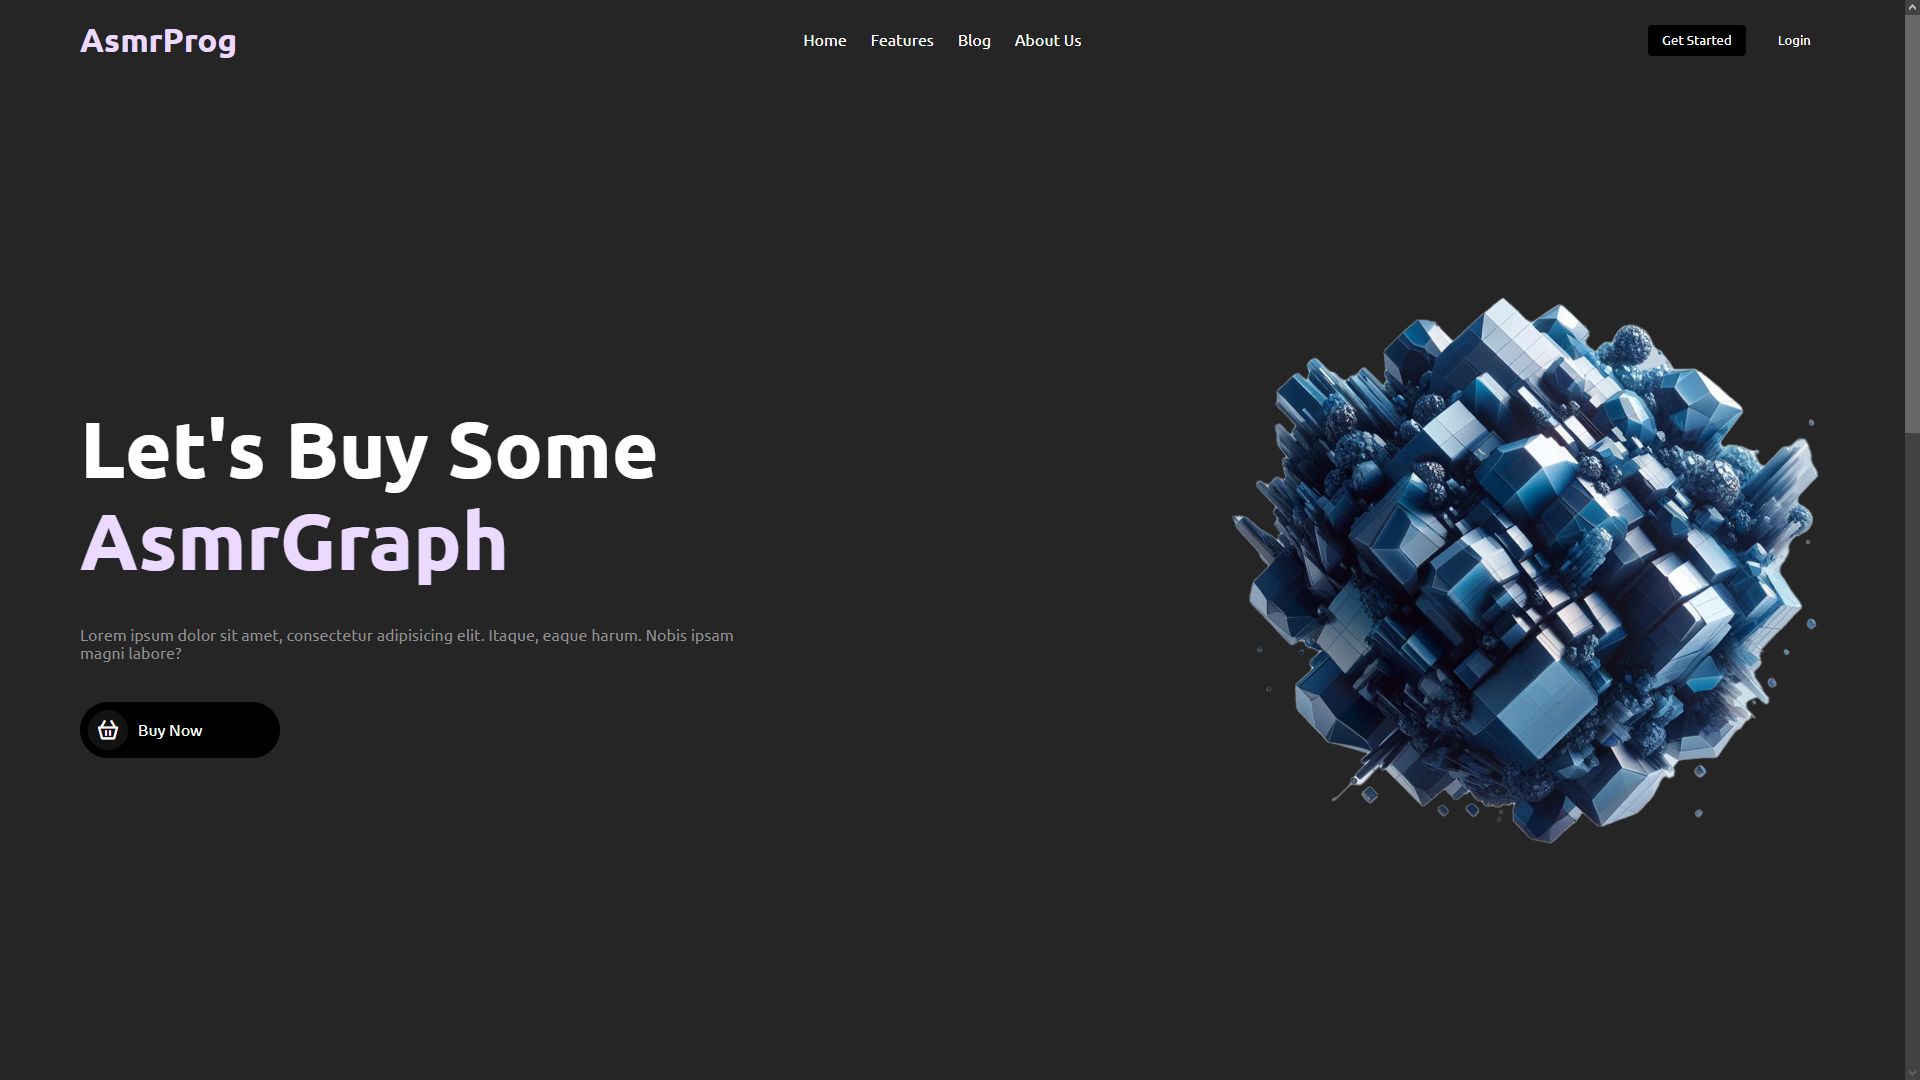 AsmrProg
Home Features Blog About Us
Get Started Login
Let's Buy Some
AsmrGraph
Lorem ipsum dolor sit amet, consectetur adipisicing elit. Itaque, eaque harum. Nobis ipsam
magni labore?
Buy Now